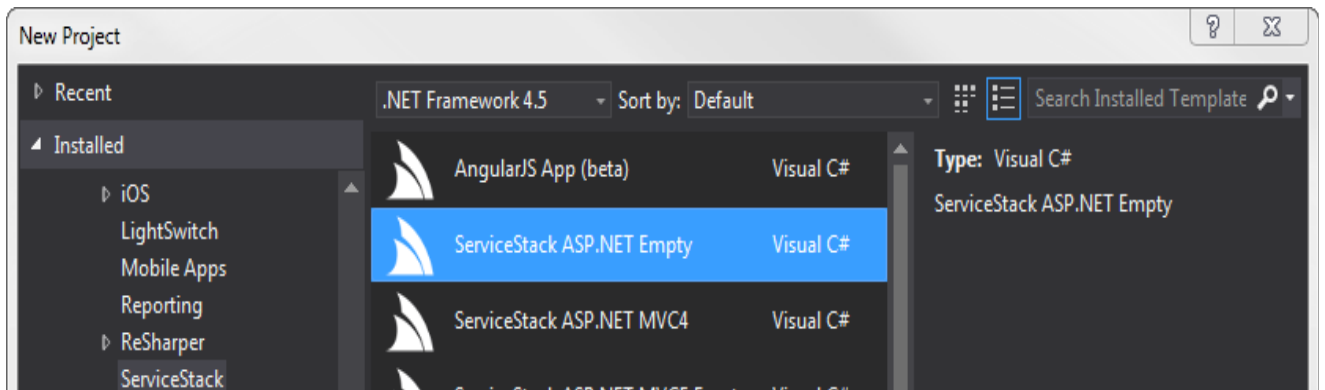 New Project
Recent
.NET Framework 4.5
Sort by: Default
Search Installed Template
Installed
iOS
LightSwitch
Mobile Apps
Reporting
ReSharper
ServiceStack
AngularJS App (beta) Visual C#
ServiceStack ASP.NET Empty Visual C#
ServiceStack ASP.NET MVC4 Visual C#
Type: Visual C#
ServiceStack ASP.NET Empty